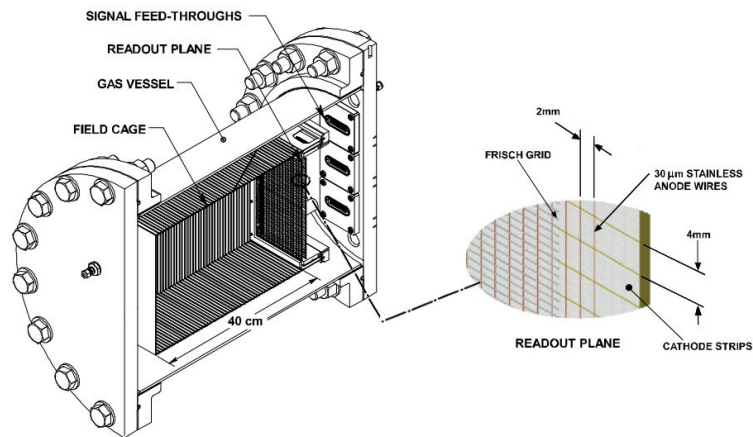 SIGNAL FEED-THROUGHS
READOUT PLANE
GAS VESSEL
FIELD CAGE
40 cm
2mm
FRISCH GRID
30 µm STAINLESS
ANODE WIRES
4mm
CATHODE STRIPS
READOUT PLANE